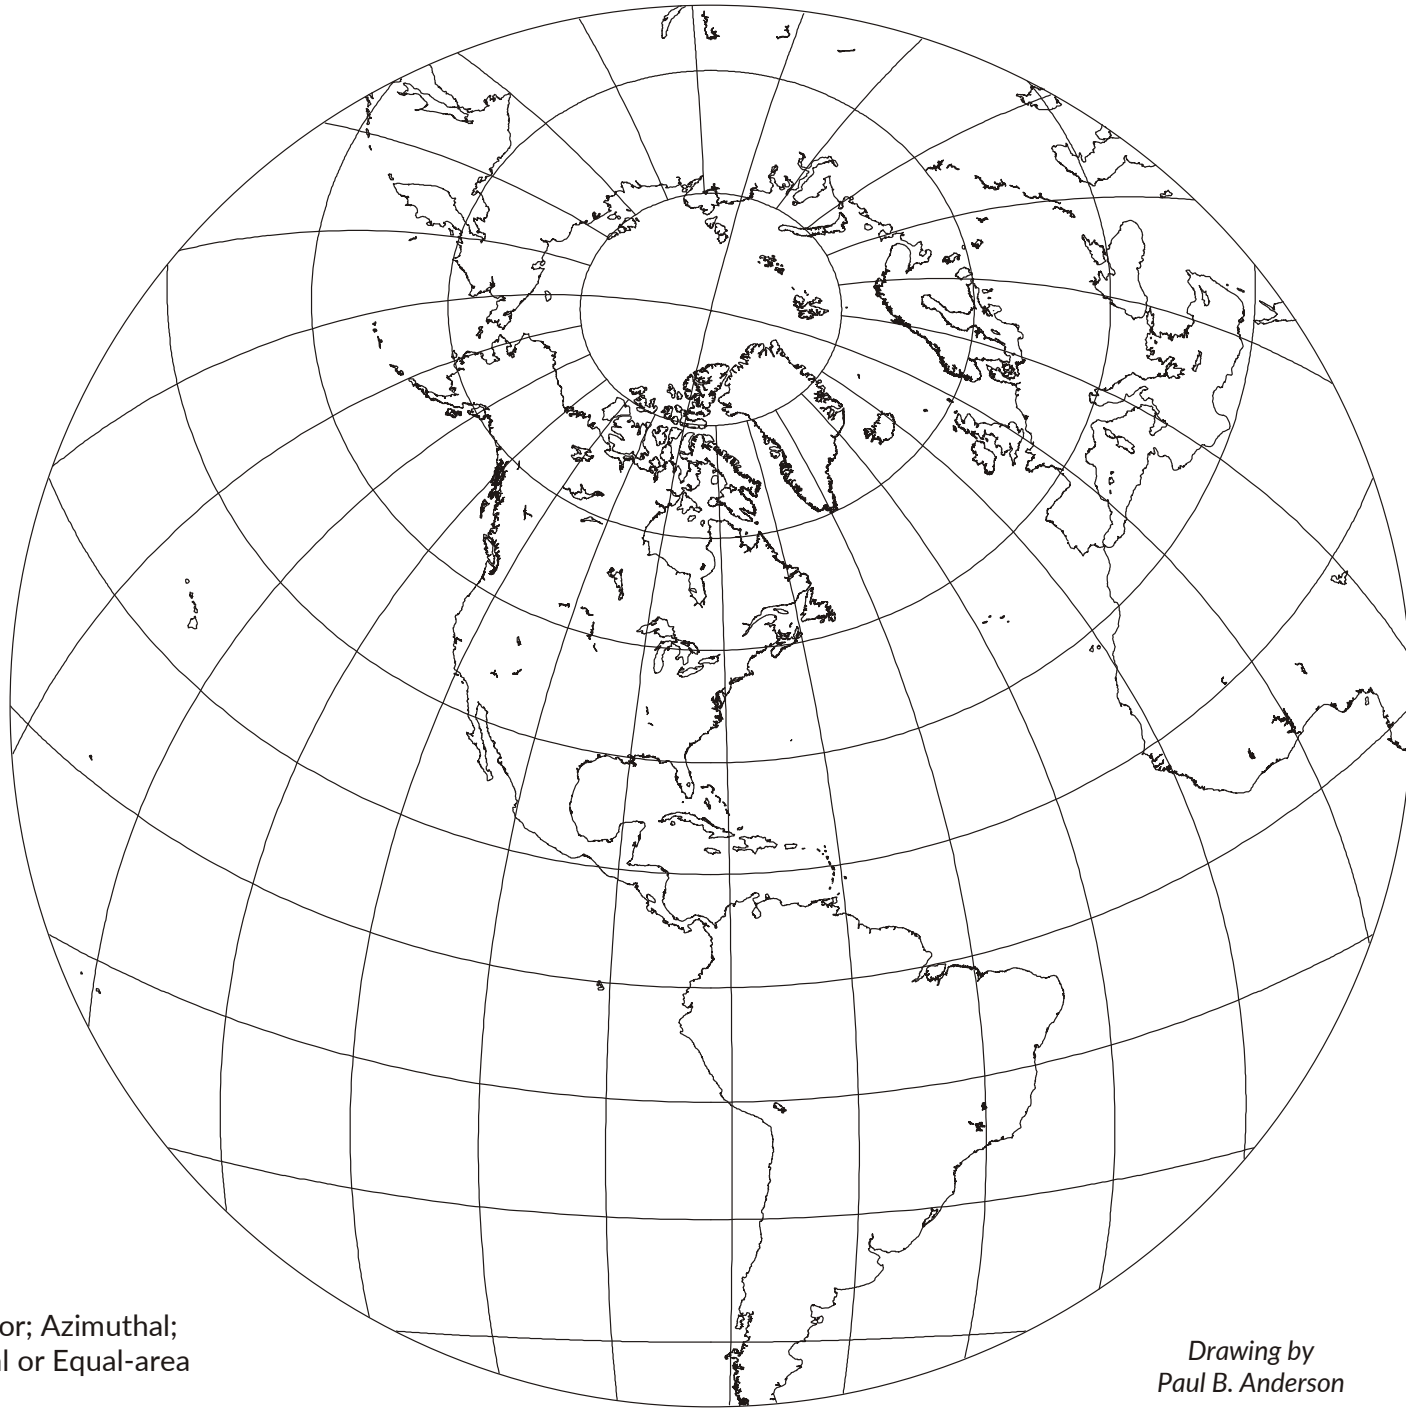 or; Azimuthal;
l or Equal-area
Drawing by
Paul B. Anderson